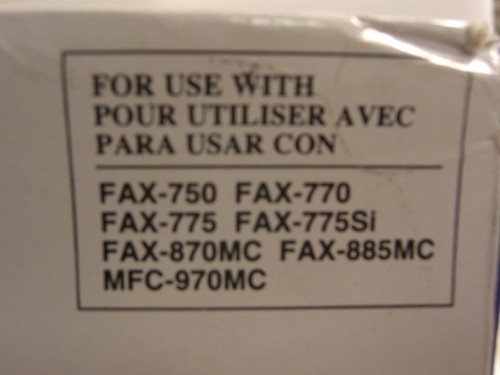 FOR USE WITH
POUR UTILISER AVEC
PARA USAR CON
FAX-750 FAX-770
FAX-775 FAX-775Si
FAX-870MC FAX-885MC
MFC-970MC